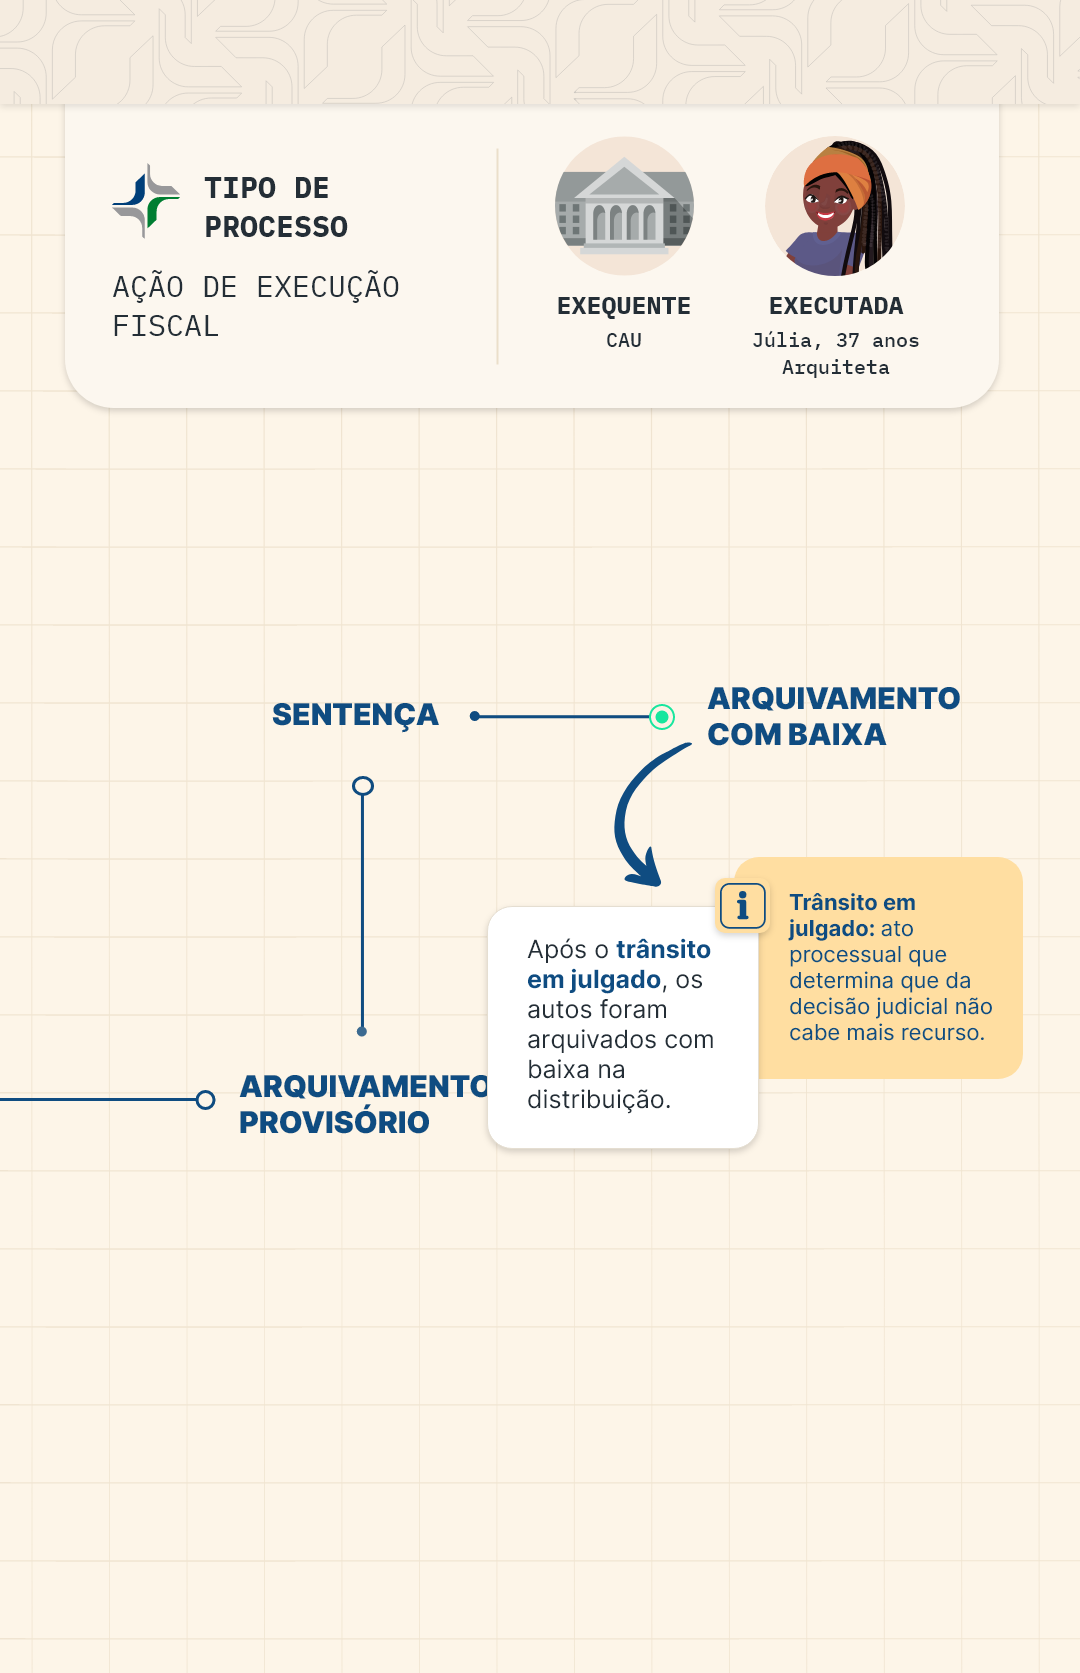 TIPO DE
PROCESSO
AÇÃO DE EXECUÇÃO
FISCAL
EXEQUENTE
CAU
EXECUTADA
Júlia, 37 anos
Arquiteta
SENTENÇA
ARQUIVAMENTO
COM BAIXA
Após o trânsito
em julgado, os
autos foram
arquivados com
baixa na
distribuição.
i
Trânsito em
julgado: ato
processual que
determina que da
decisão judicial não
cabe mais recurso.
ARQUIVAMENTO
PROVISÓRIO